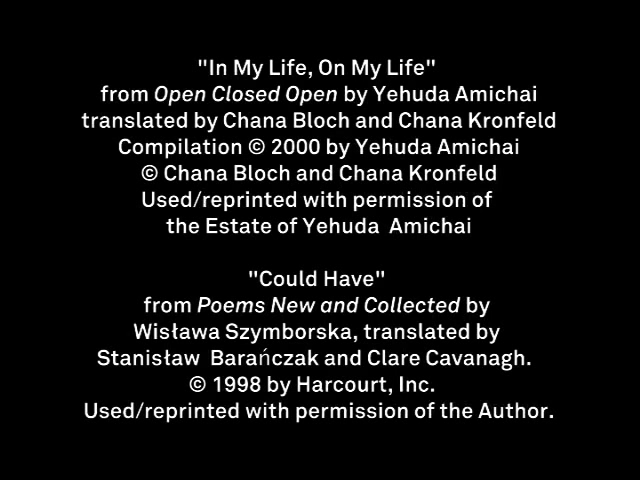 "In My Life, On My Life"
from Open Closed Open by Yehuda Amichai
translated by Chana Bloch and Chana Kronfeld
Compilation © 2000 by Yehuda Amichai
© Chana Bloch and Chana Kronfeld
Used/reprinted with permission of
the Estate of Yehuda Amichai
"Could Have"
from Poems New and Collected by
Wisława Szymborska, translated by
Stanisław Barańczak and Clare Cavanagh.
© 1998 by Harcourt, Inc.
Used/reprinted with permission of the Author.